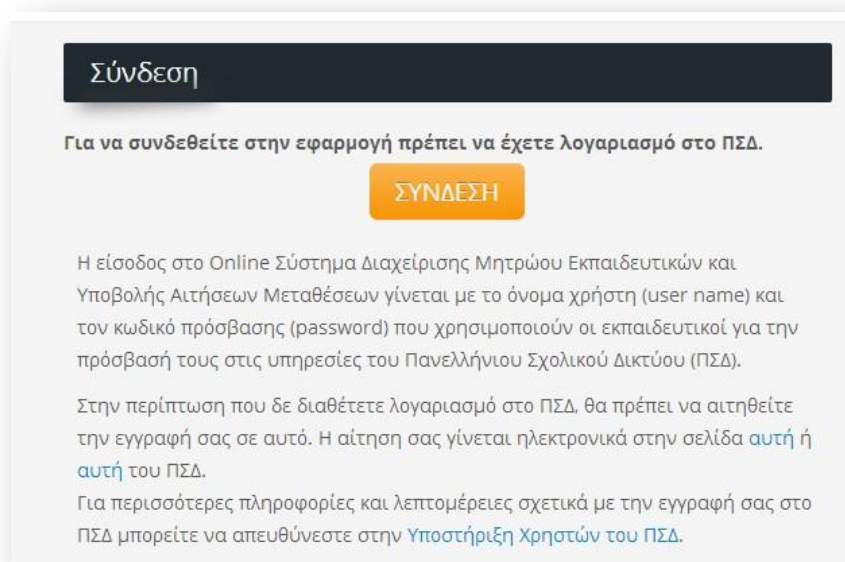 Σύνδεση
Για να συνδεθείτε στην εφαρμογή πρέπει να έχετε λογαριασμό στο ΠΣΔ.
ΣΥΝΔΕΣΗ
Η είσοδος στο Online Σύστημα Διαχείρισης Μητρώου Εκπαιδευτικών και
Υποβολής Αιτήσεων Μεταθέσεων γίνεται με το όνομα χρήστη (user name) και
τον κωδικό πρόσβασης (password) που χρησιμοποιούν οι εκπαιδευτικοί για την
πρόσβασή τους στις υπηρεσίες του Πανελλήνιου Σχολικού Δικτύου (ΠΣΔ).
Στην περίπτωση που δε διαθέτετε λογαριασμό στο ΠΣΔ, θα πρέπει να αιτηθείτε
την εγγραφή σας σε αυτό. Η αίτηση σας γίνεται ηλεκτρονικά στην σελίδα αυτή ή
αυτή του ΠΣΔ.
Για περισσότερες πληροφορίες και λεπτομέρειες σχετικά με την εγγραφή σας στο
ΠΣΔ μπορείτε να απευθύνεστε στην Υποστήριξη Χρηστών του ΠΣΔ.